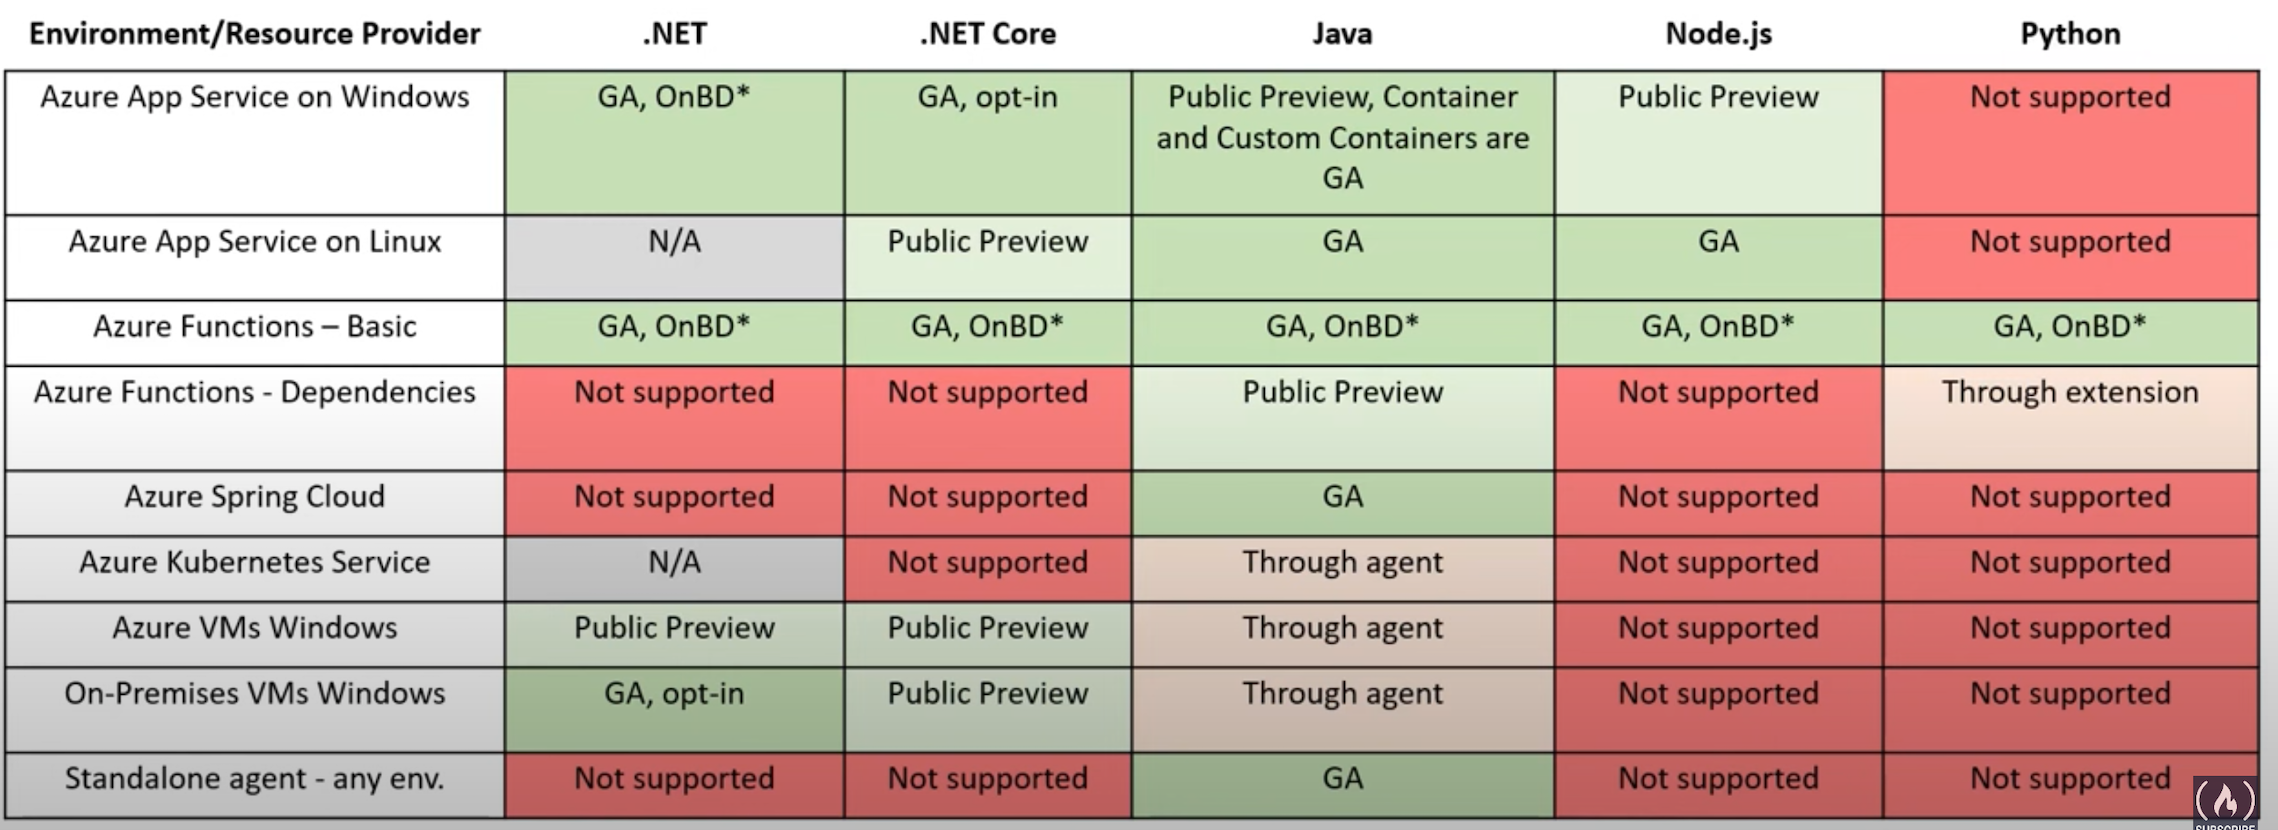 Environment/Resource Provider .NET .NET Core Java Node.js Python
Azure App Service on Windows GA, OnBD* GA, opt-in Public Preview, Container Public Preview Not supported
and Custom Containers are
GA
Azure App Service on Linux N/A Public Preview GA GA Not supported
Azure Functions – Basic GA, OnBD* GA, OnBD* GA, OnBD* GA, OnBD* GA, OnBD*
Azure Functions - Dependencies Not supported Not supported Public Preview Not supported Through extension
Azure Spring Cloud Not supported Not supported GA Not supported Not supported
Azure Kubernetes Service N/A Not supported Through agent Not supported Not supported
Azure VMs Windows Public Preview Public Preview Through agent Not supported Not supported
On-Premises VMs Windows GA, opt-in Public Preview Through agent Not supported Not supported
Standalone agent - any env. Not supported Not supported GA Not supported Not supported
SUBSCRIBE